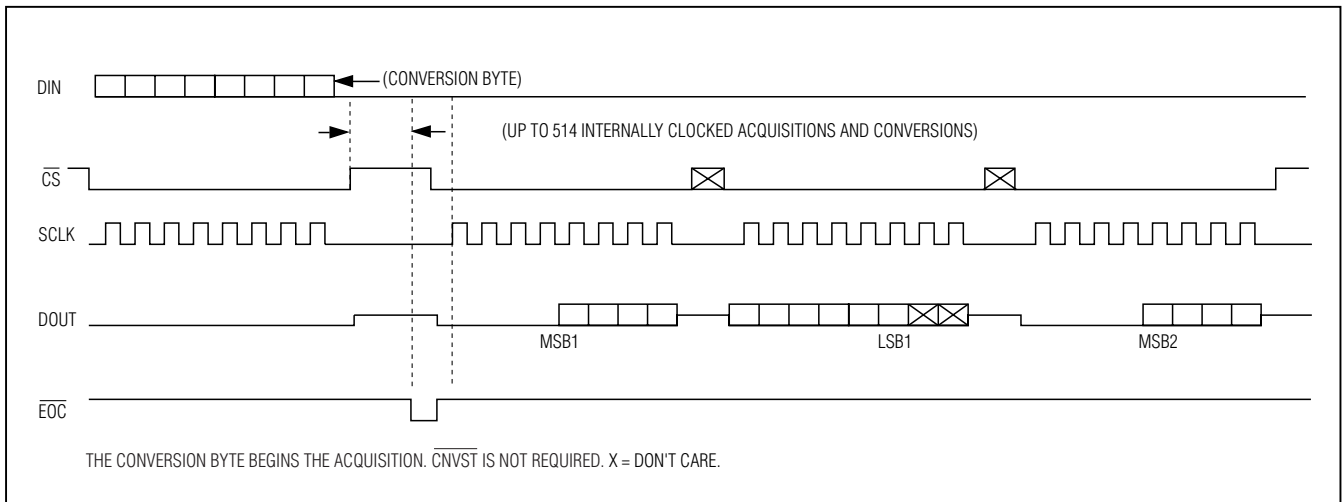 DIN
(CONVERSION BYTE)
(UP TO 514 INTERNALLY CLOCKED ACQUISITIONS AND CONVERSIONS)
CS
SCLK
DOUT
MSB1 LSB1 MSB2
EOC
THE CONVERSION BYTE BEGINS THE ACQUISITION. CNVST IS NOT REQUIRED. X = DON'T CARE.